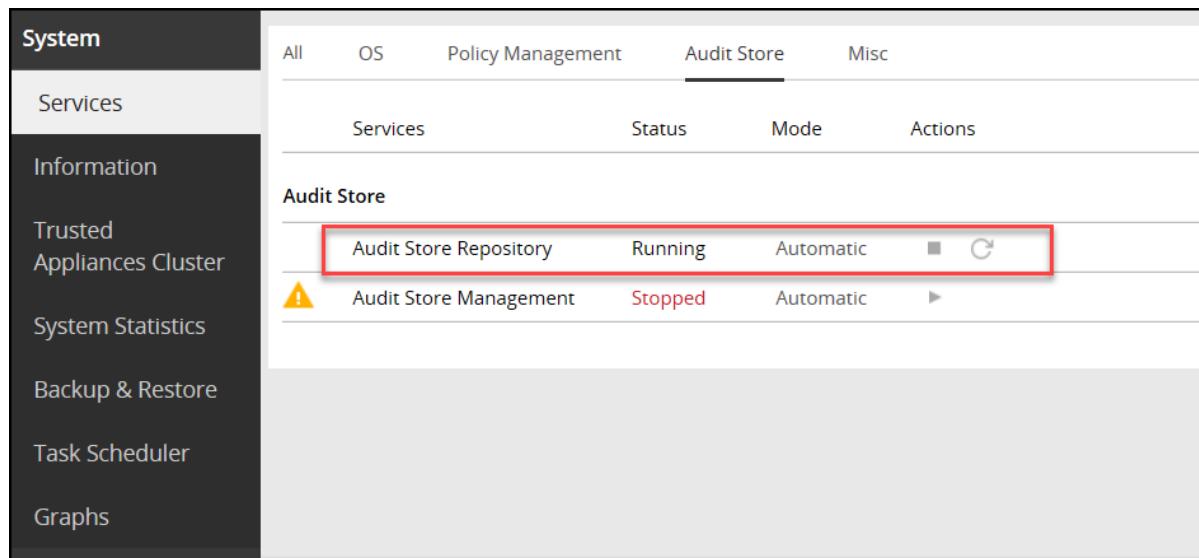 System
Services
Information
Trusted
Appliances Cluster
System Statistics
Backup & Restore
Task Scheduler
Graphs
All OS Policy Management Audit Store Misc
Services Status Mode Actions
Audit Store
Audit Store Repository Running Automatic
Audit Store Management Stopped Automatic